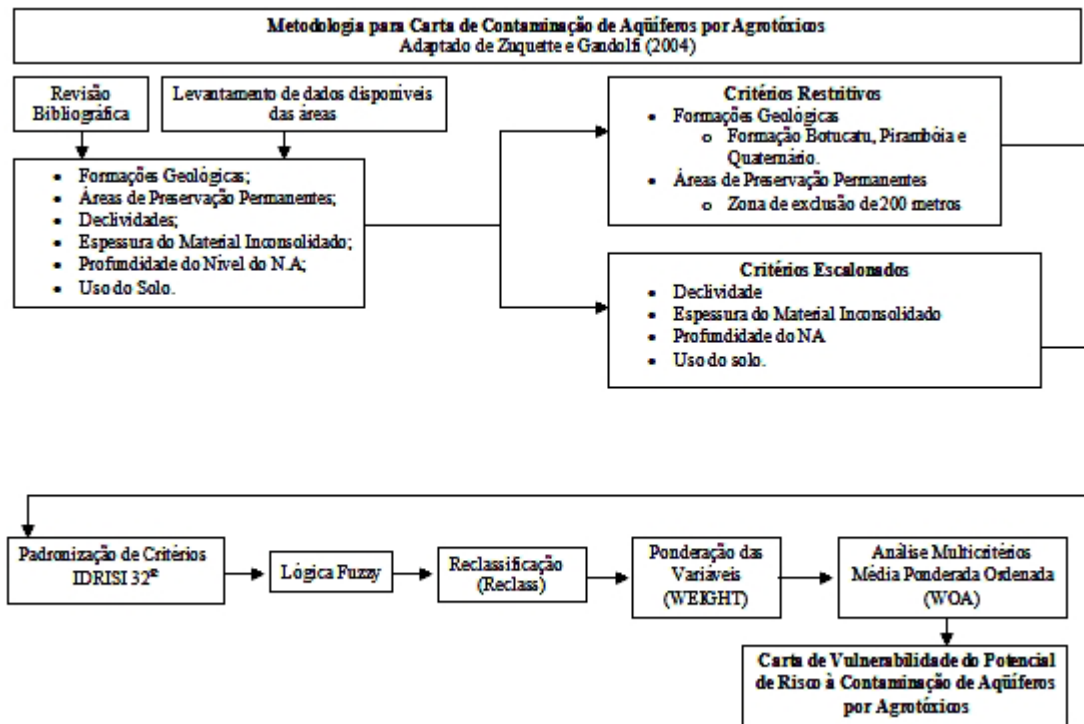 Metodologia para Carta de Contaminação de Aqüíferos por Agrotóxicos
Adaptado de Zuquette e Gandolfi (2004)
Revisão
Bibliográfica
Levantamento de dados disponíveis
das áreas
• Formações Geológicas;
• Áreas de Preservação Permanentes;
• Declividades;
• Espessura do Material Inconsolidado;
• Profundidade do Nível do N.A;
• Uso do Solo.
Critérios Restritivos
• Formações Geológicas
o Formação Botucatu, Pirambóia e
Quaternário.
• Áreas de Preservação Permanentes
o Zona de exclusão de 200 metros
Critérios Escalonados
• Declividade
• Espessura do Material Inconsolidado
• Profundidade do NA
• Uso do solo.
Padronização de Critérios
IDRISI 32®
Lógica Fuzzy
Reclassificação
(Reclass)
Ponderação das
Variáveis
(WEIGHT)
Análise Multicritérios
Média Ponderada Ordenada
(WOA)
Carta de Vulnerabilidade do Potencial
de Risco à Contaminação de Aqüíferos
por Agrotóxicos